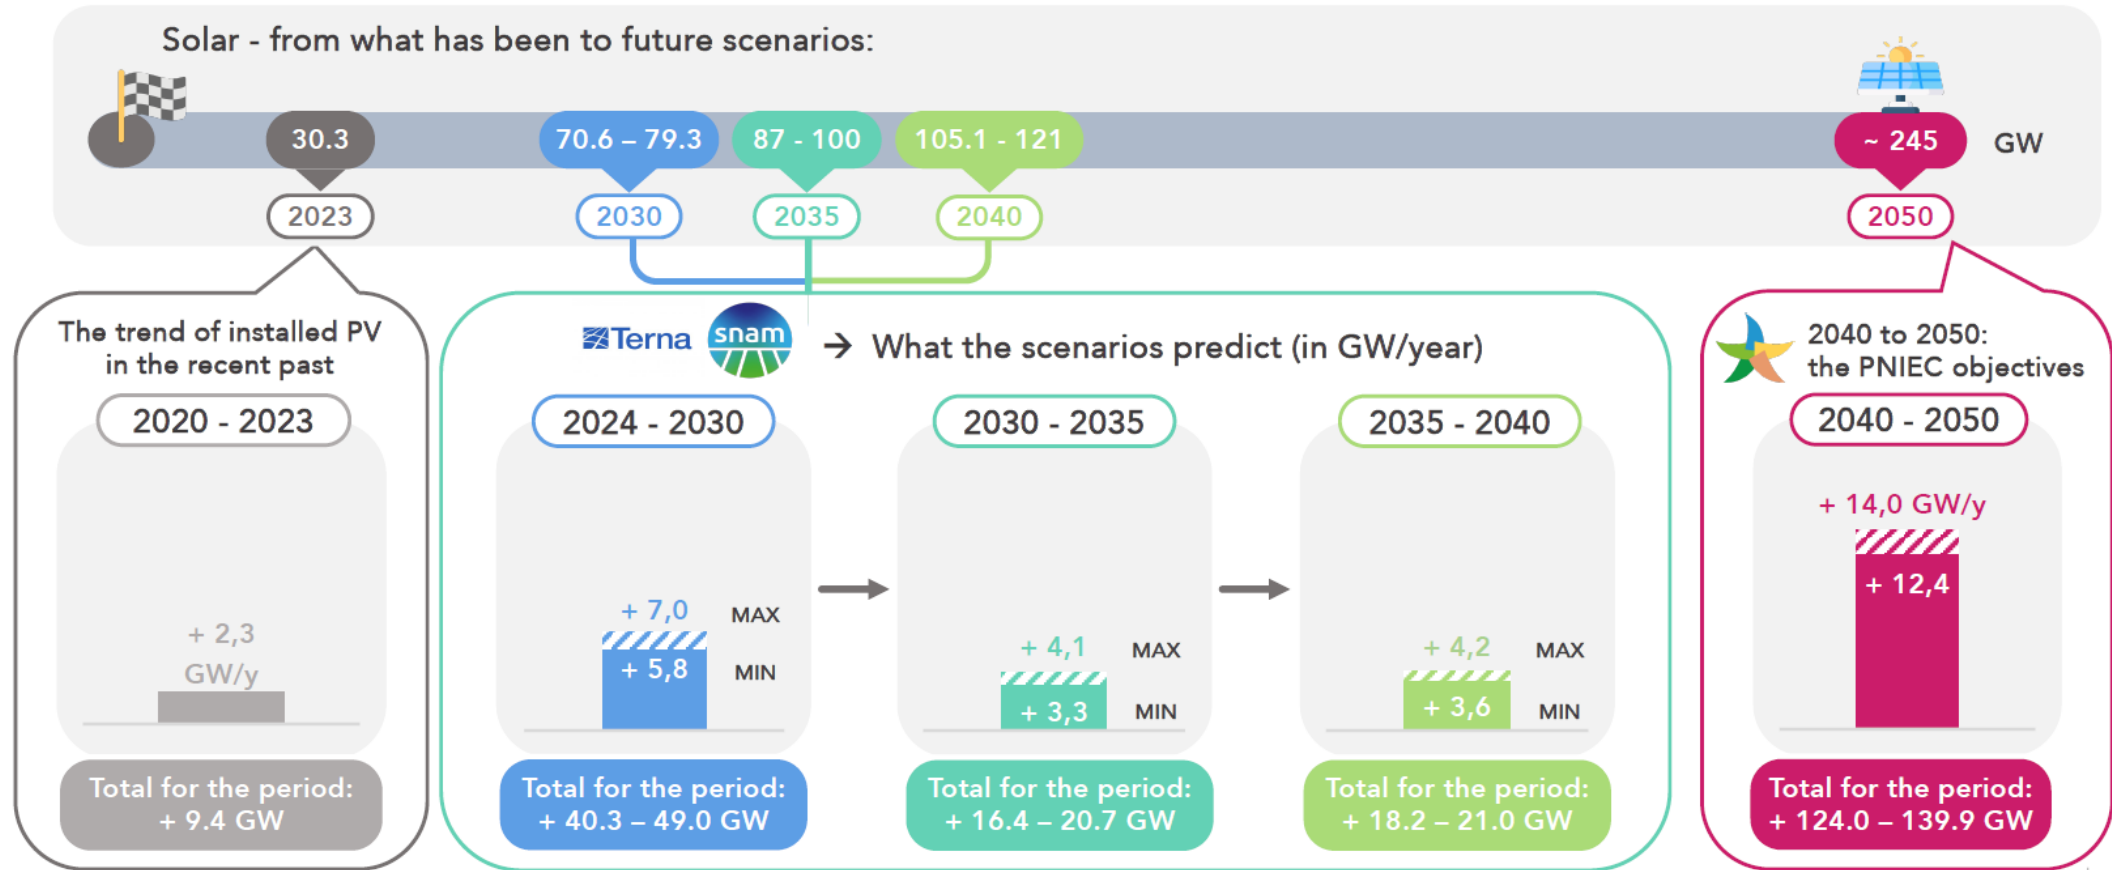 Solar - from what has been to future scenarios:
30.3
70.6 – 79.3
87 - 100
105.1 - 121
~ 245
GW
2023
2030
2035
2040
2050
The trend of installed PV
in the recent past
2020 - 2023
+ 2,3
GW/y
Total for the period:
+ 9.4 GW
Terna
snam
→ What the scenarios predict (in GW/year)
2024 - 2030
+ 7,0
MAX
+ 5,8
MIN
Total for the period:
+ 40.3 – 49.0 GW
2030 - 2035
+ 4,1
MAX
+ 3,3
MIN
Total for the period:
+ 16.4 – 20.7 GW
2035 - 2040
+ 4,2
MAX
+ 3,6
MIN
Total for the period:
+ 18.2 – 21.0 GW
2040 to 2050:
the PNIEC objectives
2040 - 2050
+ 14,0 GW/y
+ 12,4
Total for the period:
+ 124.0 – 139.9 GW